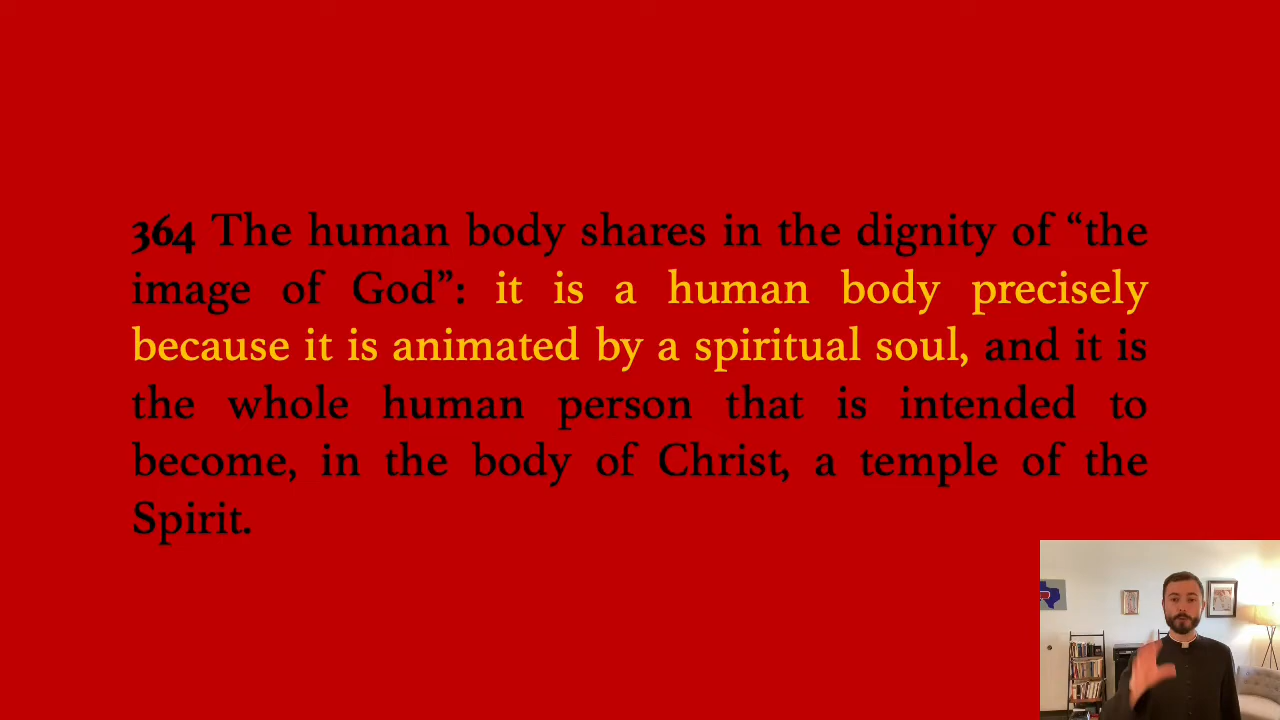 364 The human body shares in the dignity of “the
image of God”: it is a human body precisely
because it is animated by a spiritual soul, and it is
the whole human person that is intended to
become, in the body of Christ, a temple of the
Spirit.